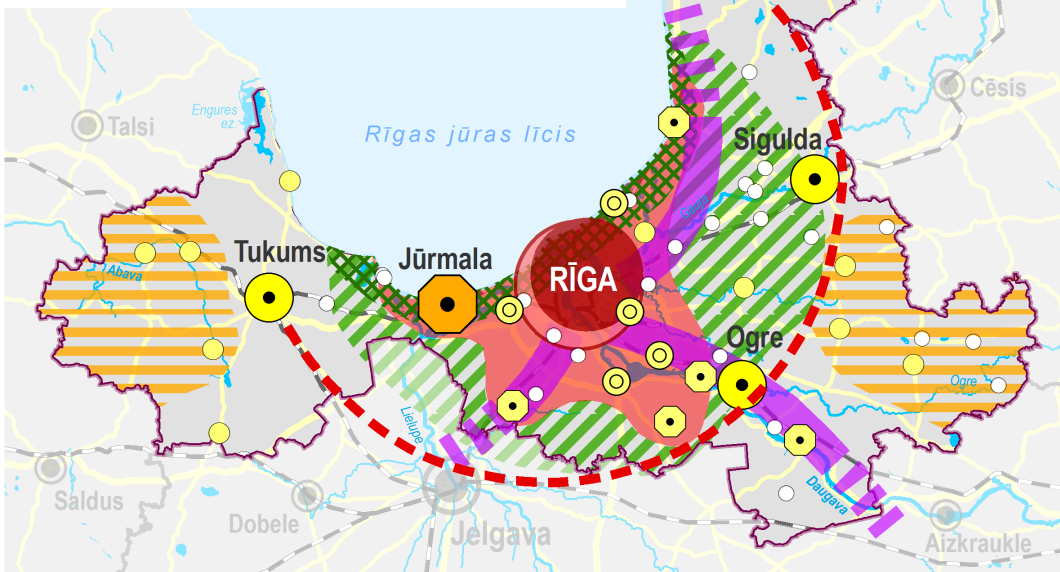 Cēsis
Engures
ez.
Talsi
Rīgas jūras līcis
Sigulda
Gauja
Tukums
Jūrmala
Abava
RĪGA
Ogre
Ogre
Lielupe
Saldus
Dobele
Jelgava
Daugava
Aizkraukle